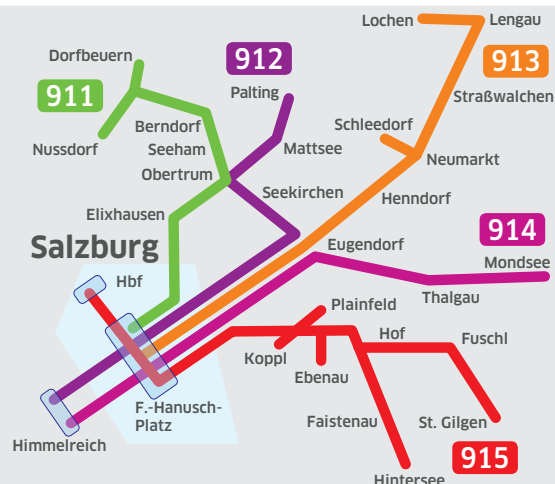 Lochen
Lengau
Dorfbeuern
912
913
911
Palting
Straßwalchen
Berndorf
Schleedorf
Nussdorf
Seeham
Mattsee
Neumarkt
Obertrum
Seekirchen
Henndorf
Elixhausen
914
Salzburg
Eugendorf
Mondsee
Hbf
Thalgau
Plainfeld
Hof
Fuschl
Koppl
Ebenau
F.-Hanusch-
Platz
Faistenau
St. Gilgen
Himmelreich
915
Hintersee